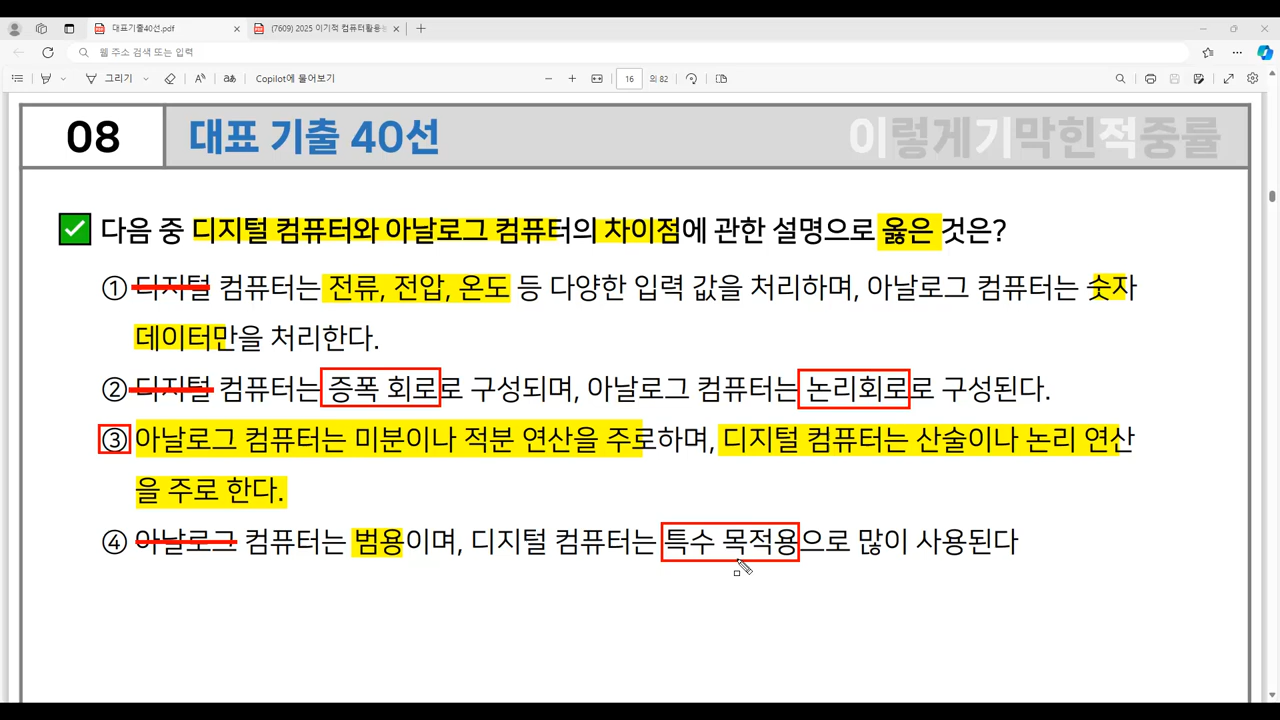 대표기출40선.pdf
(7609) 2025 이기적 컴퓨터활용능
웹 주소 검색 또는 입력
그리기
Copilot에 물어보기
16 의 82
08 대표 기출 40선 이렇게기막힌적중률
다음 중 디지털 컴퓨터와 아날로그 컴퓨터의 차이점에 관한 설명으로 옳은 것은?
① 디지털 컴퓨터는 전류, 전압, 온도 등 다양한 입력 값을 처리하며, 아날로그 컴퓨터는 숫자
데이터만을 처리한다.
② 디지털 컴퓨터는 증폭 회로로 구성되며, 아날로그 컴퓨터는 논리회로로 구성된다.
③ 아날로그 컴퓨터는 미분이나 적분 연산을 주로하며, 디지털 컴퓨터는 산술이나 논리 연산
을 주로 한다.
④ 아날로그 컴퓨터는 범용이며, 디지털 컴퓨터는 특수 목적용으로 많이 사용된다